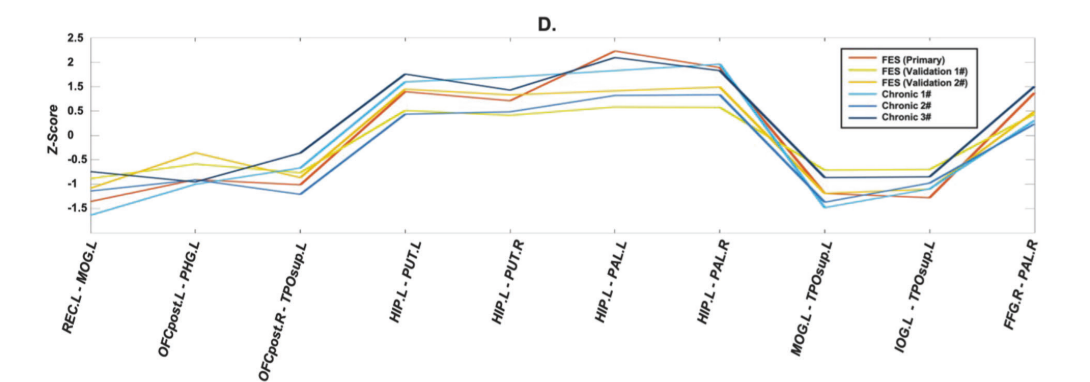 D.
2.5
2
1.5
1
0.5
0
-0.5
-1
-1.5
Z-Score
FES (Primary)
FES (Validation 1#)
FES (Validation 2#)
Chronic 1#
Chronic 2#
Chronic 3#
REC.L - MOG.L
OFCpost.L - PHG.L
OFCpost.R - TPOsup.L
HIP.L - PUT.L
HIP.L - PUT.R
HIP.L - PAL.L
HIP.L - PAL.R
MOG.L - TPOsup.L
IOG.L - TPOsup.L
FFG.R - PAL.R